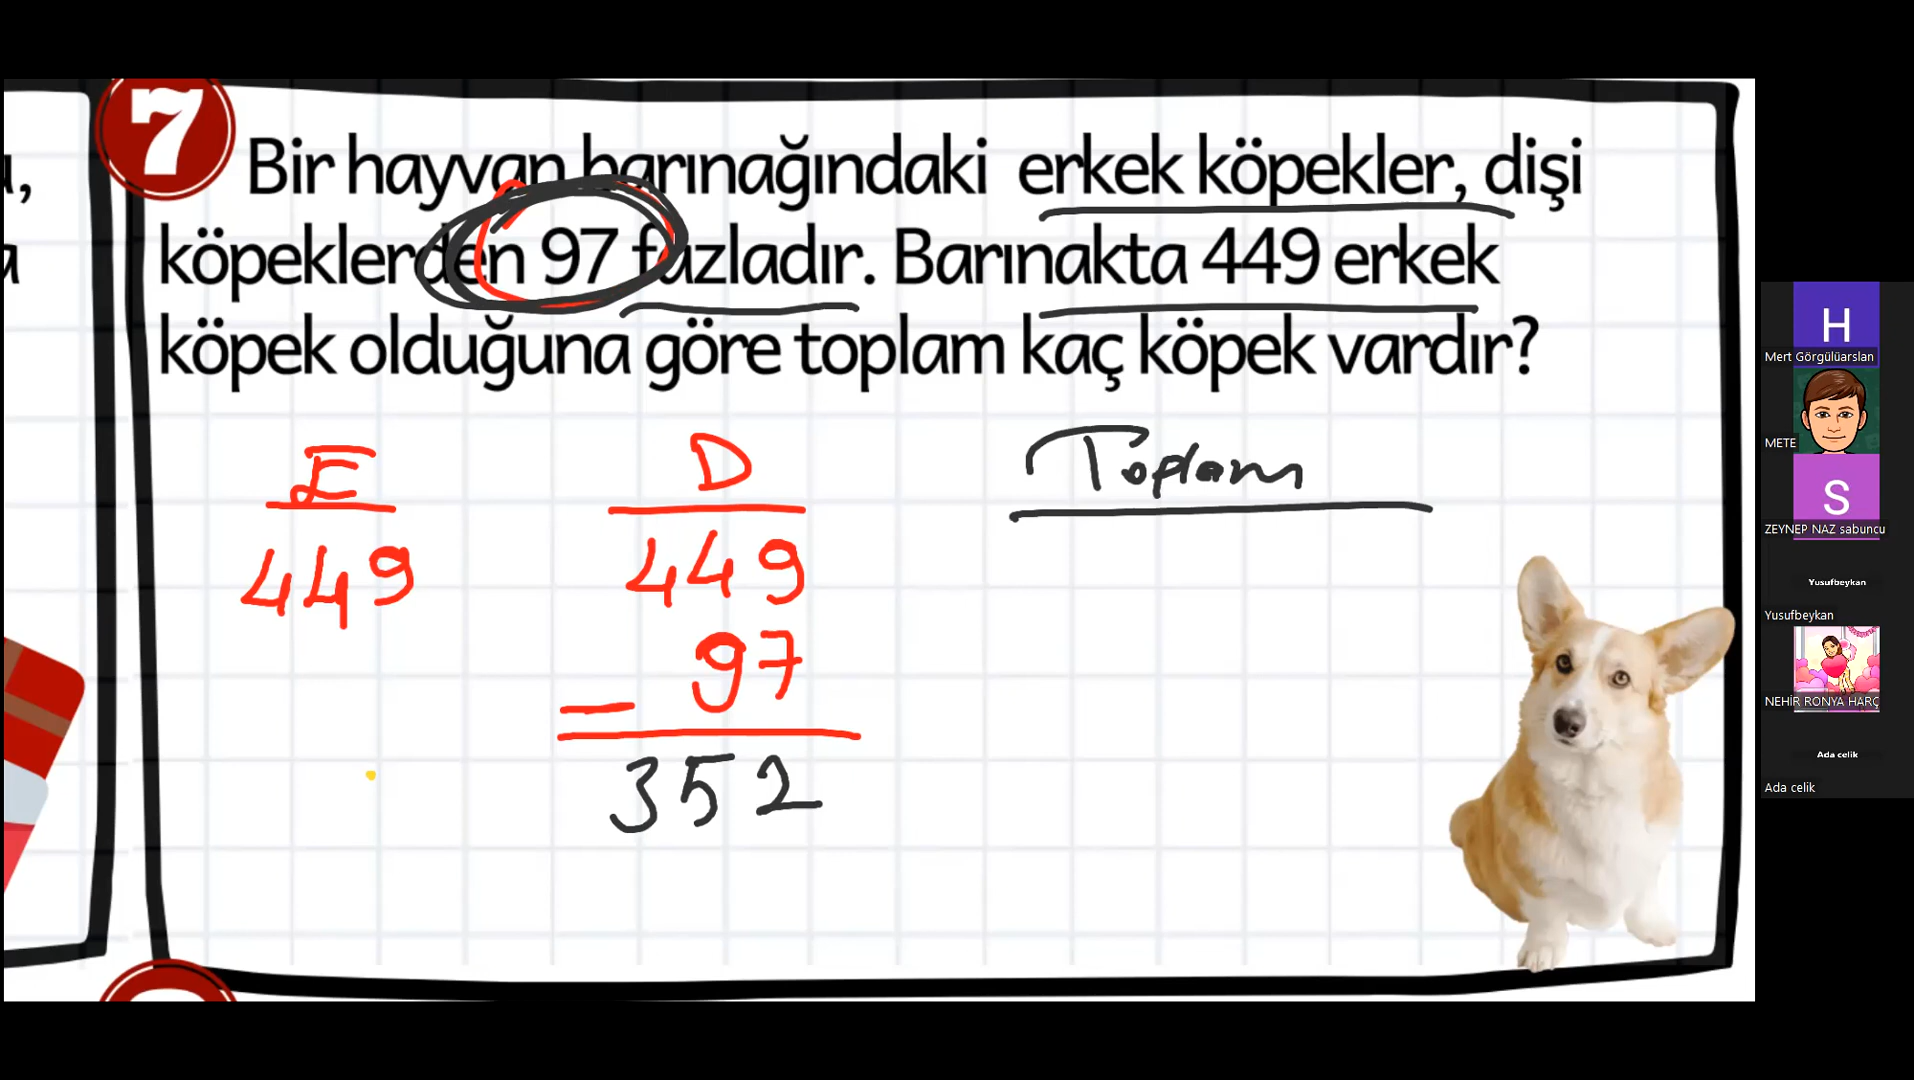 7
Bir hayvan barınağındaki erkek köpekler, dişi
köpeklerden 97 fazladır. Barınakta 449 erkek
köpek olduğuna göre toplam kaç köpek vardır?
E
449
D
449
97
—
352
Toplam
H
Mert Görgülüarslan
METE
S
ZEYNEP NAZ sabuncu
Yusufbeykan
Yusufbeykan
NEHİR RONYA HARÇ
Ada celik
Ada celik